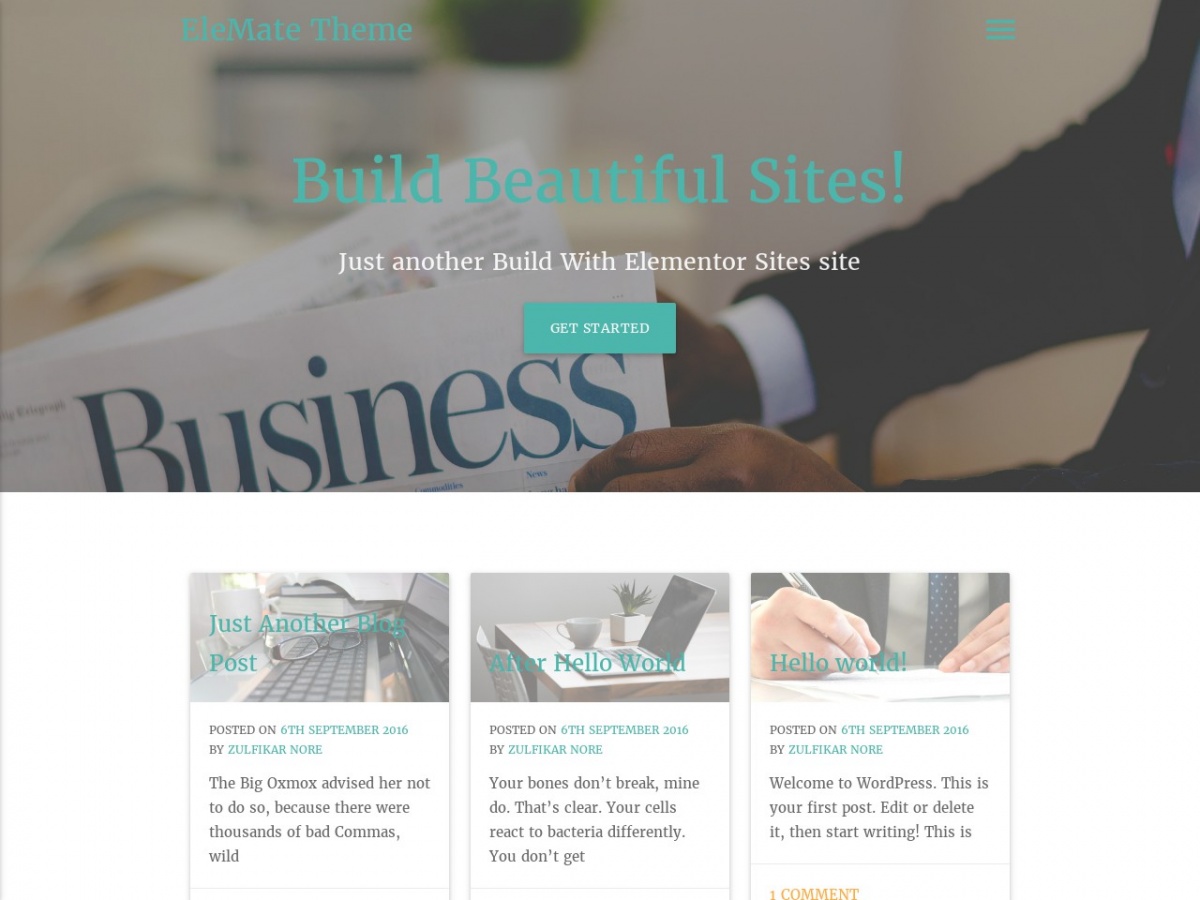 EleMate Theme
Build Beautiful Sites!
Just another Build With Elementor Sites site
GET STARTED
Business
Commodities
News
Just Another Blog
Post
After Hello World
Hello world!
POSTED ON 6TH SEPTEMBER 2016
BY ZULFIKAR NORE
The Big Oxmox advised her not
to do so, because there were
thousands of bad Commas,
wild
POSTED ON 6TH SEPTEMBER 2016
BY ZULFIKAR NORE
Your bones don’t break, mine
do. That’s clear. Your cells
react to bacteria differently.
You don’t get
POSTED ON 6TH SEPTEMBER 2016
BY ZULFIKAR NORE
Welcome to WordPress. This is
your first post. Edit or delete
it, then start writing! This is
1 COMMENT